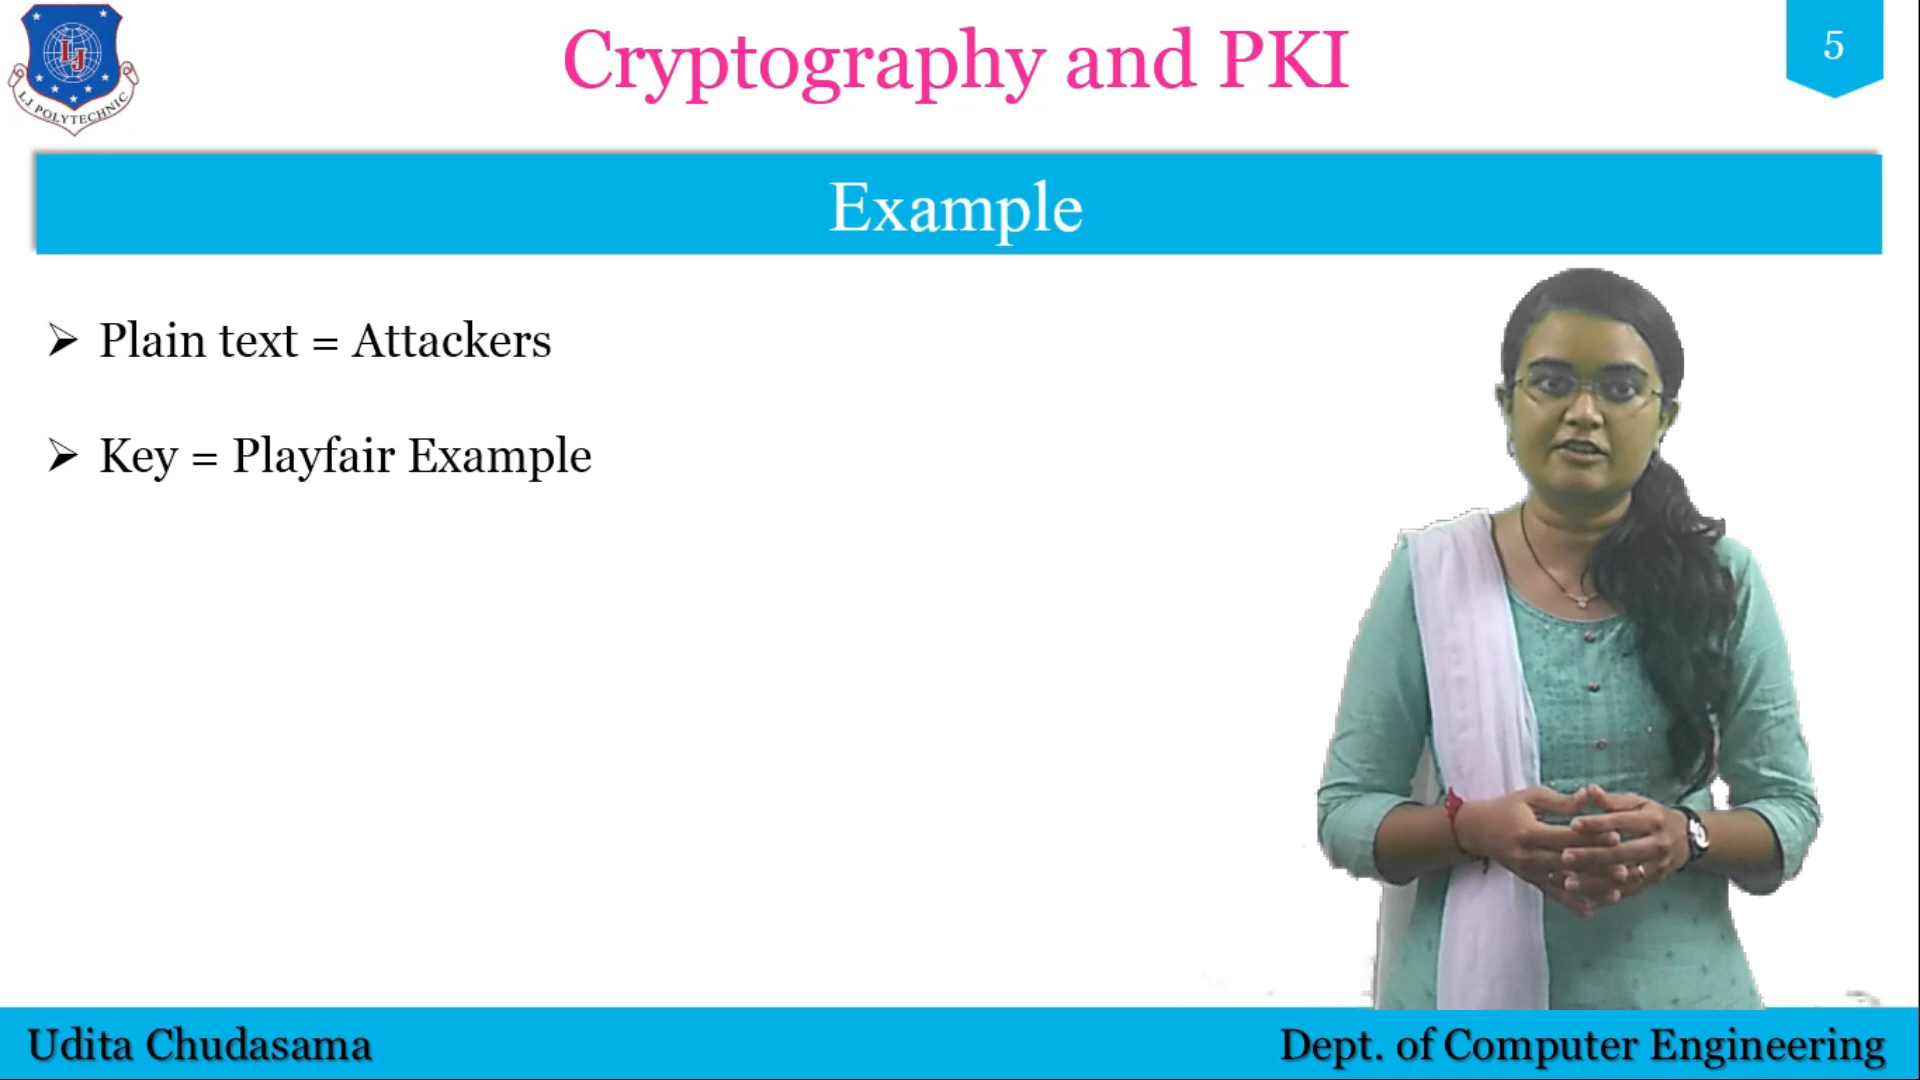 LJ
L.J POLYTECHNIC
Cryptography and PKI
5
Example
➢ Plain text = Attackers
➢ Key = Playfair Example
Udita Chudasama
Dept. of Computer Engineering